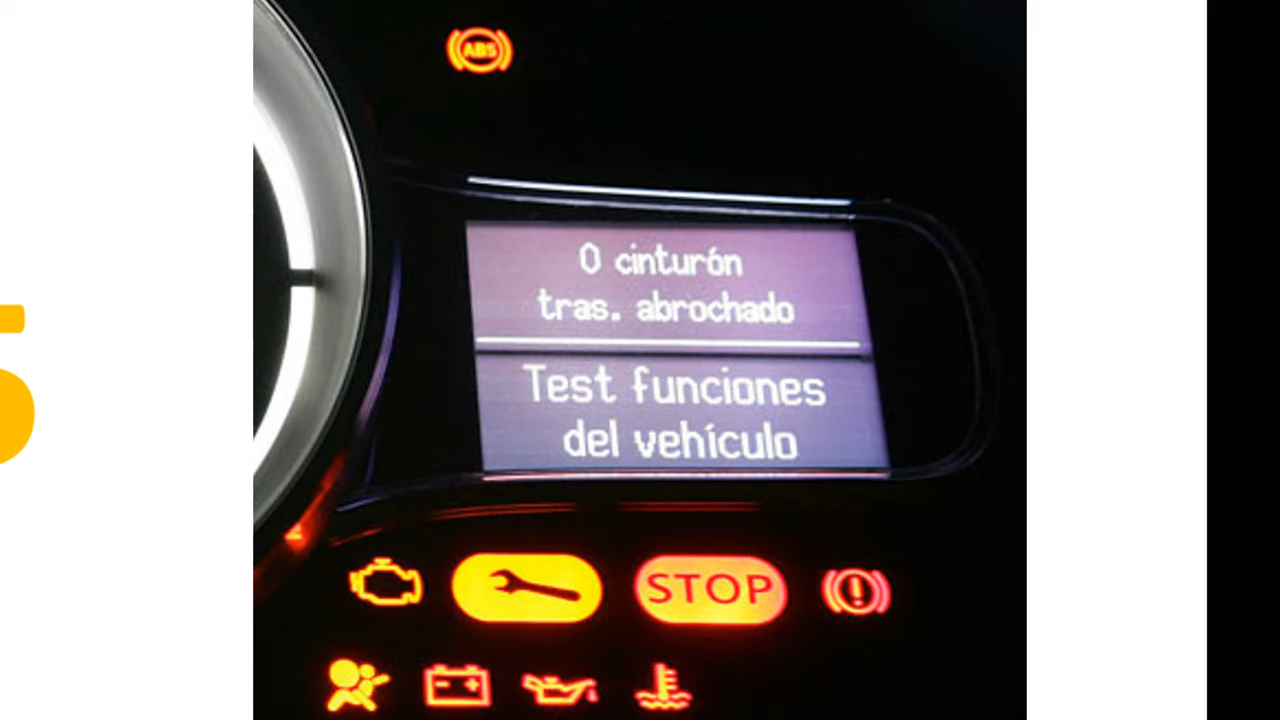 ABS
0 cinturón
tras. abrochado
Test funciones
del vehículo
STOP